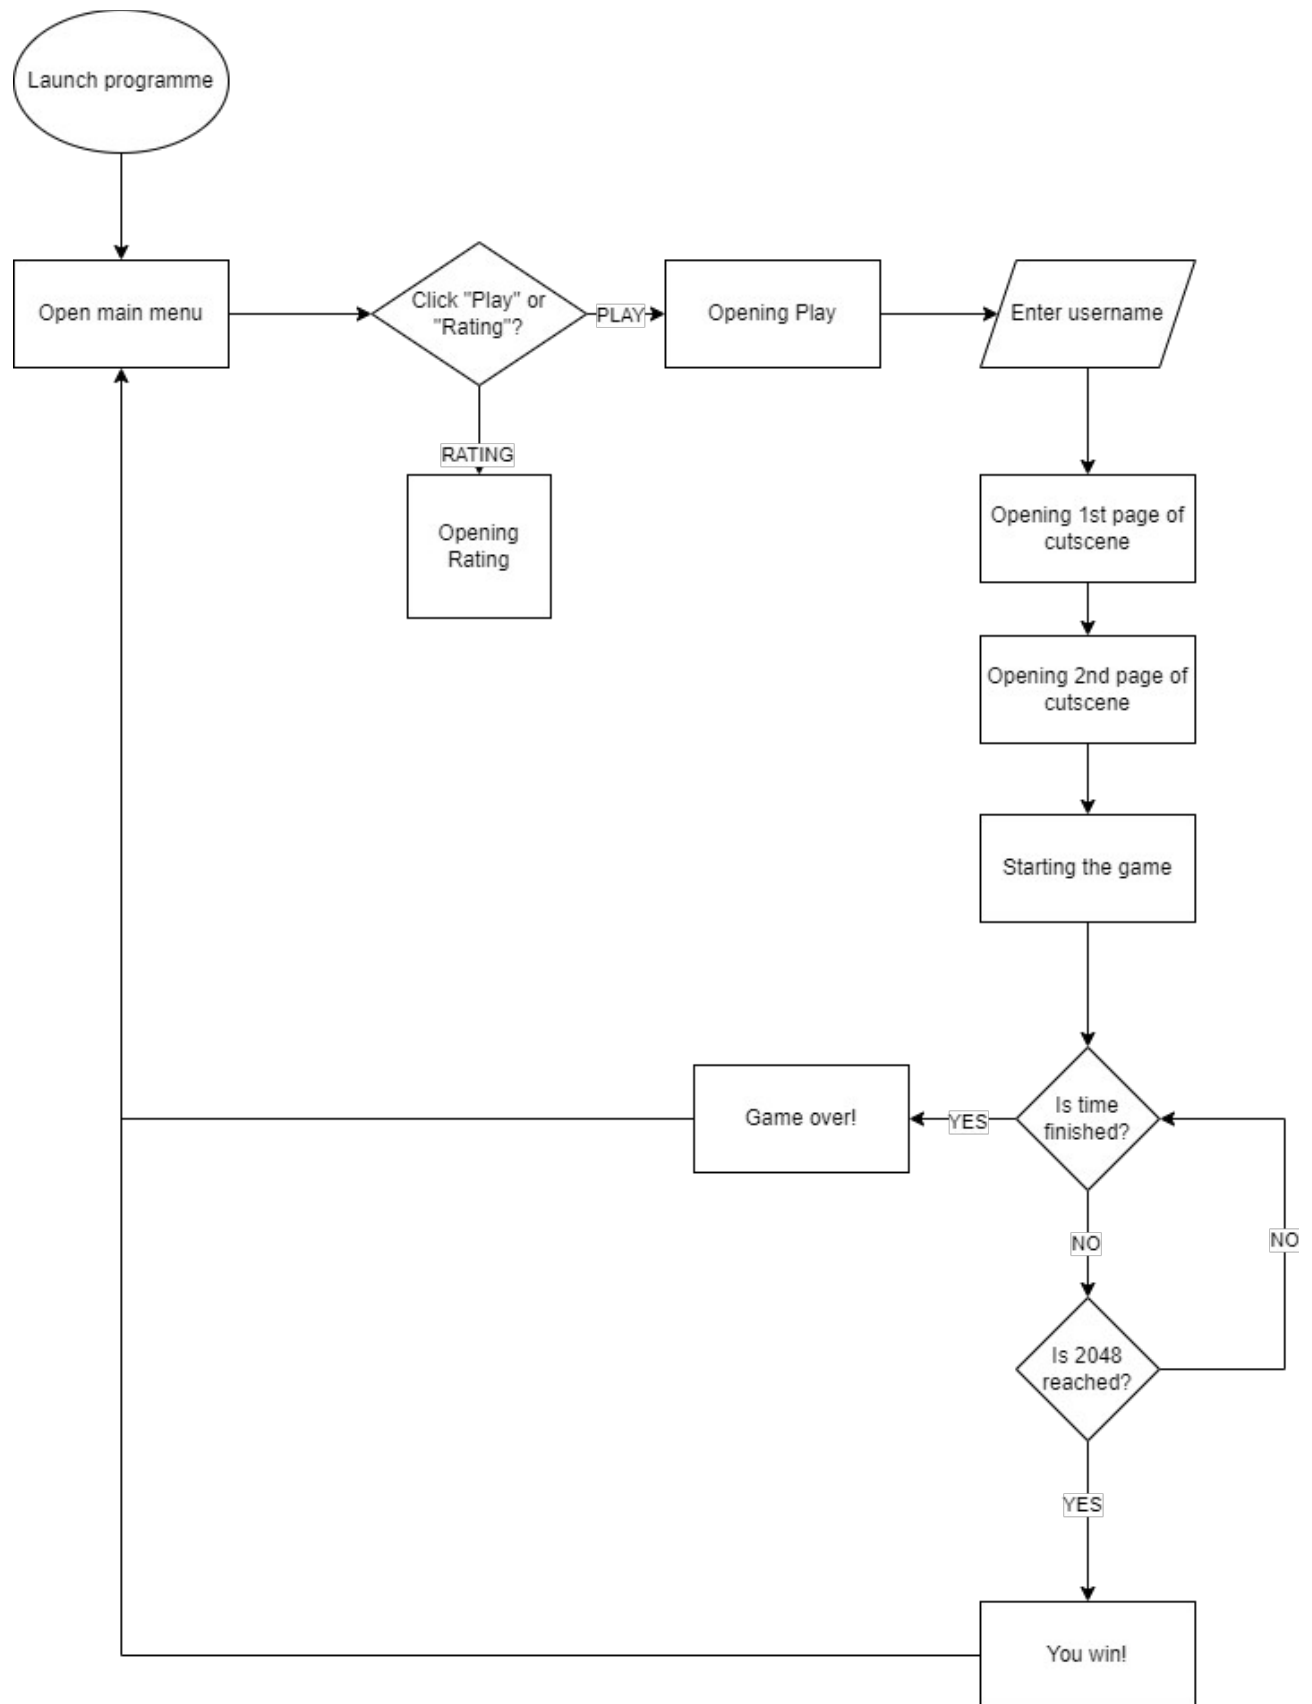 Launch programme
Open main menu
Click "Play" or
"Rating"?
PLAY
Opening Play
Enter username
RATING
Opening
Rating
Opening 1st page of
cutscene
Opening 2nd page of
cutscene
Starting the game
Is time
finished?
YES
Game over!
NO
NO
Is 2048
reached?
YES
You win!